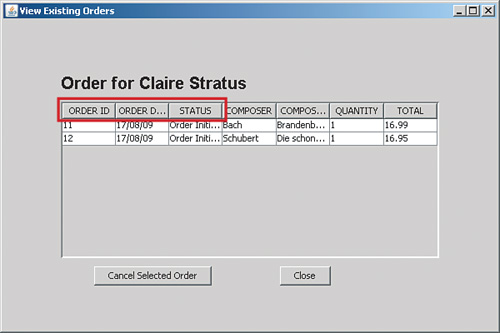 View Existing Orders
Order for Claire Stratus
ORDER ID ORDER D... STATUS COMPOSER COMPOS... QUANTITY TOTAL
11 17/08/09 Order Initi... Bach Brandenb... 1 16.99
12 17/08/09 Order Initi... Schubert Die schon... 1 16.95
Cancel Selected Order Close